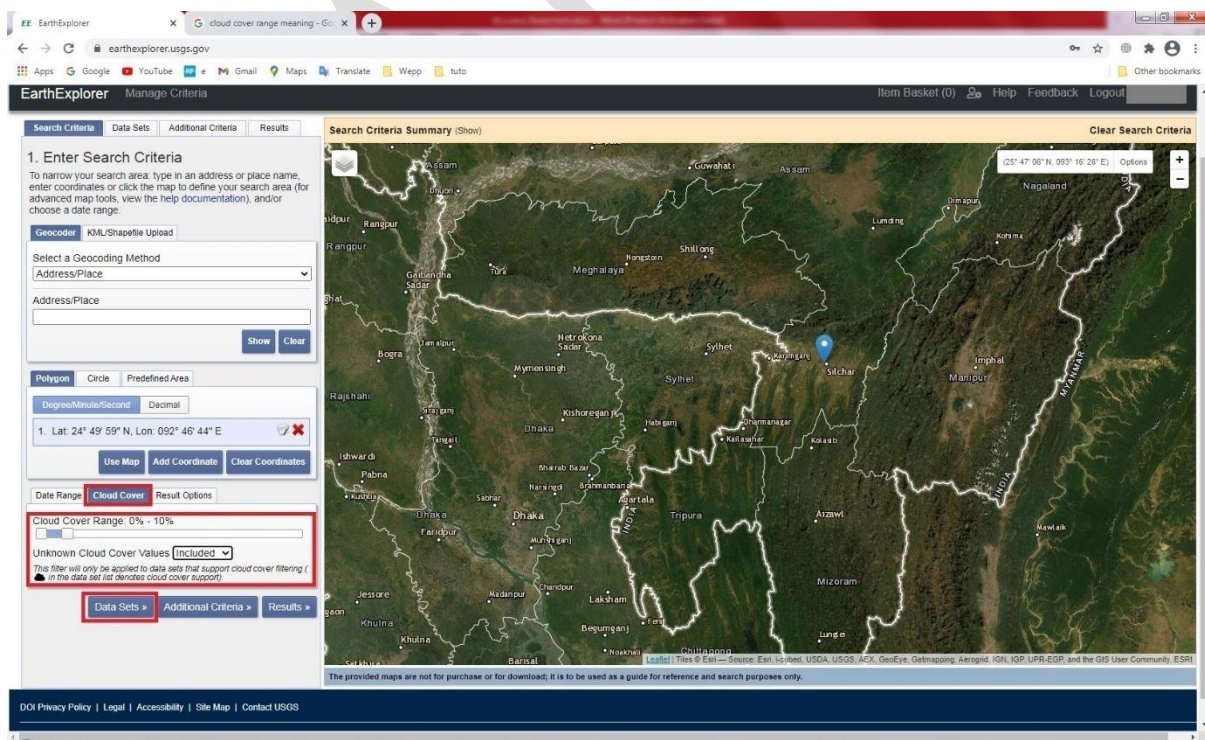 EE EarthExplorer
cloud cover range meaning - Go
earthexplorer.usgs.gov
Apps Google YouTube e M Gmail Maps Translate Wepp tuto Other bookmarks
EarthExplorer Manage Criteria Item Basket (0) Help Feedback Logout
Search Criteria Data Sets Additional Criteria Results
Search Criteria Summary (Show) Clear Search Criteria
1. Enter Search Criteria
To narrow your search area: type in an address or place name,
enter coordinates or click the map to define your search area (for
advanced map tools, view the help documentation), and/or
choose a date range.
Geocoder KML/Shapefile Upload
Select a Geocoding Method
Address/Place
Address/Place
Show Clear
Polygon Circle Predefined Area
Degree/Minute/Second Decimal
1. Lat: 24° 49' 59" N, Lon: 092° 46' 44" E
Use Map Add Coordinate Clear Coordinates
Date Range Cloud Cover Result Options
Cloud Cover Range: 0% - 10%
Unknown Cloud Cover Values Included
This filter will only be applied to data sets that support cloud cover filtering (
in the data set list denotes cloud cover support).
Data Sets » Additional Criteria » Results »
(25° 47' 06" N, 093° 16' 26" E) Options
+
−
Assam
Guwahati
Assam
Nagaland
Dhubri
Dimapur
Rangpur
Lumding
Kohima
Rangpur
Shillong
Nongstoin
Gaibandha
Sadar
Tura
Meghalaya
Jamalpur
Netrokona
Sadar
Sylhet
Karimganj
Imphal
Bogra
Silchar
Mymensingh
Sylhet
Manipur
MYANMAR
Rajshahi
Sirajganj
Kishoreganj
Habiganj
Dharmanagar
Dhaka
Tangail
Kailasahar
Kolasib
Ishwardi
Bhairab Bazar
Pabna
Narsingdi
Brahmanbaria
INDIA
Kushtia
Sabhar
Agartala
Dhaka
Dhaka
Tripura
Aizawl
INDIA
Faridpur
Munshiganj
Mawlaik
Mizoram
Jessore
Madaripur
Chandpur
Laksham
Khulna
Begumganj
Feni
Khulna
Lunglei
Noakhali
Chittagong
Satkhira
Barisal
Leaflet | Tiles © Esri — Source: Esri, i-cubed, USDA, USGS, AEX, GeoEye, Getmapping, Aerogrid, IGN, IGP, UPR-EGP, and the GIS User Community, ESRI
The provided maps are not for purchase or for download; it is to be used as a guide for reference and search purposes only.
DOI Privacy Policy | Legal | Accessibility | Site Map | Contact USGS